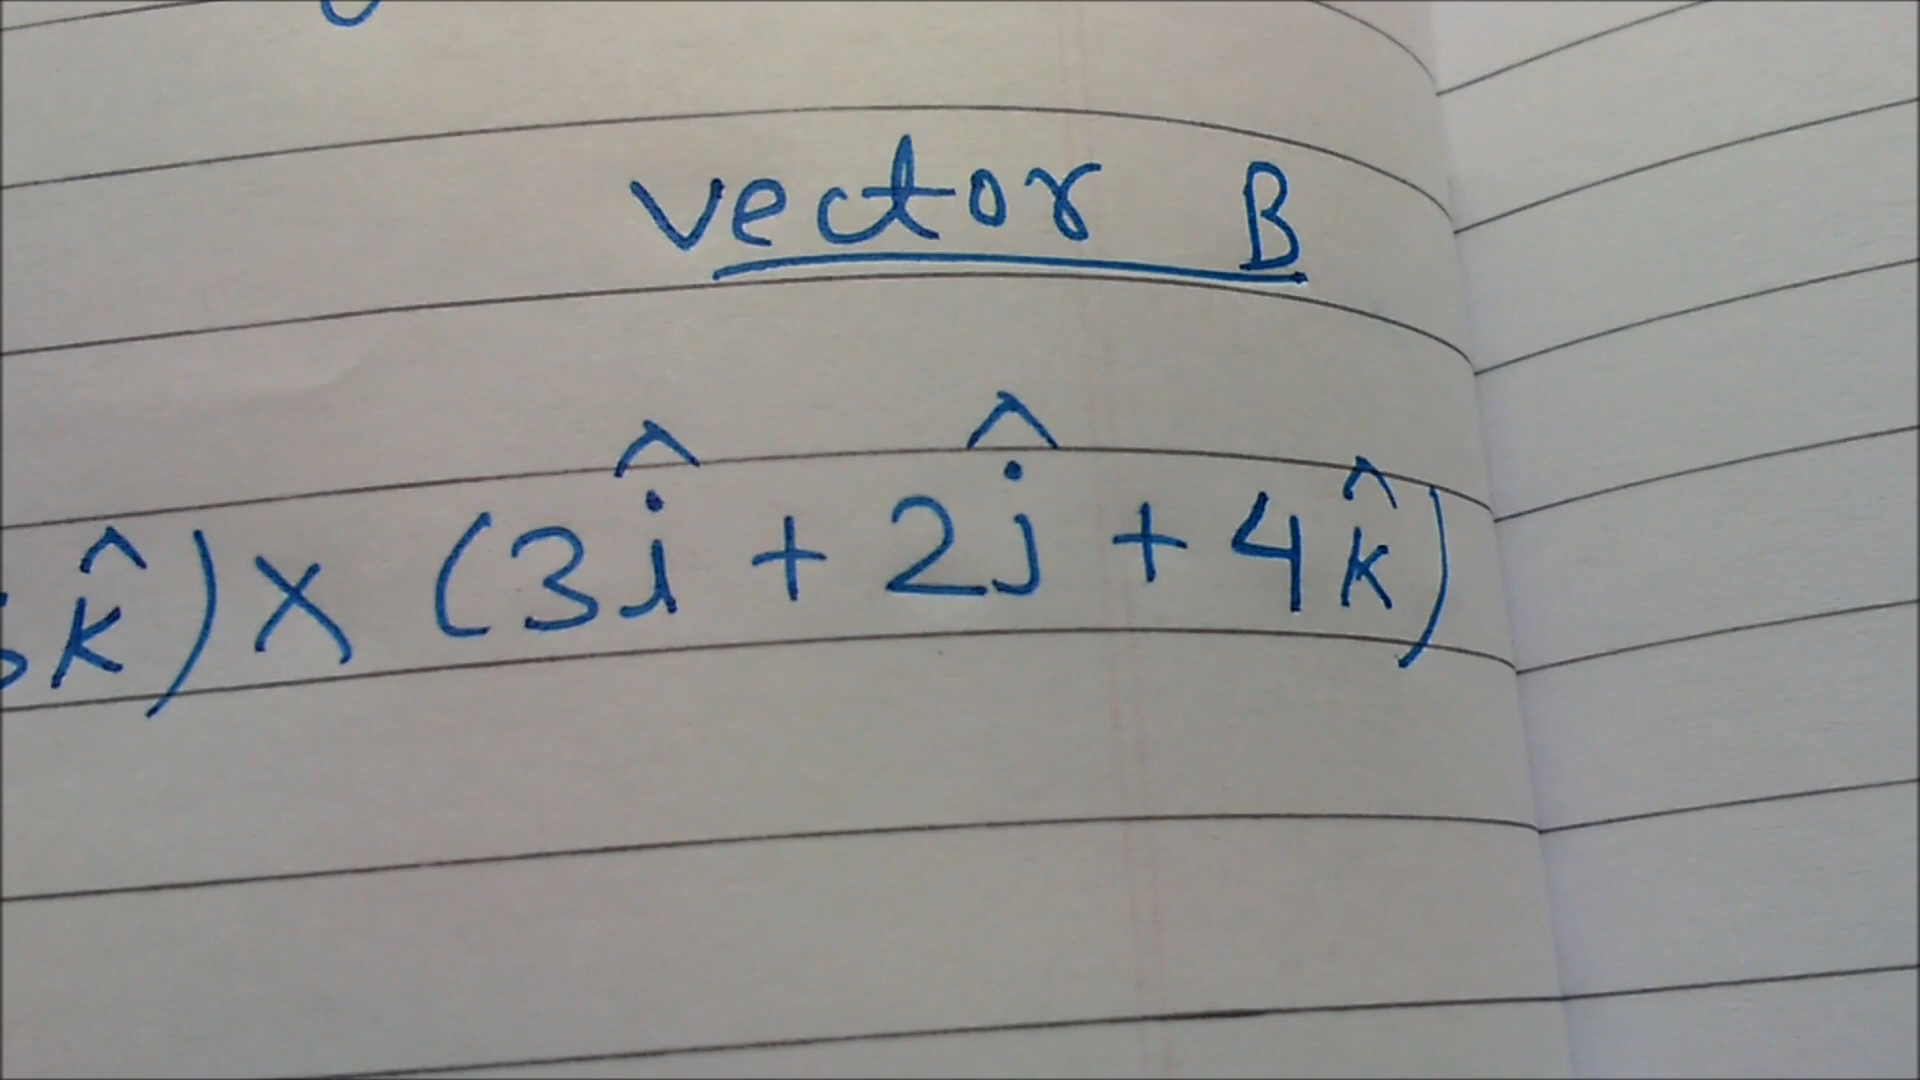 vector B
k̂) × (3î + 2ĵ + 4k̂)